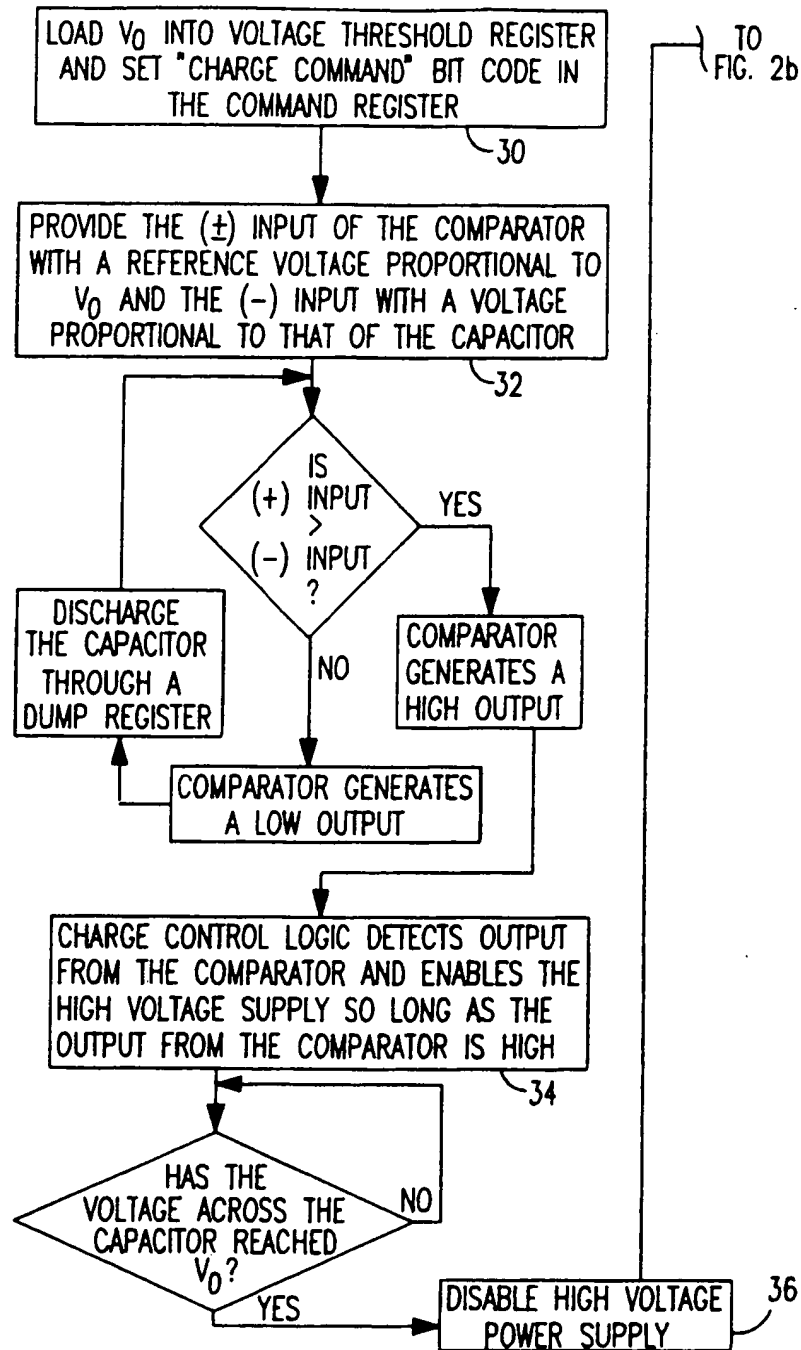 LOAD V0 INTO VOLTAGE THRESHOLD REGISTER
AND SET "CHARGE COMMAND" BIT CODE IN
THE COMMAND REGISTER
30
TO
FIG. 2b
PROVIDE THE (±) INPUT OF THE COMPARATOR
WITH A REFERENCE VOLTAGE PROPORTIONAL TO
V0 AND THE (-) INPUT WITH A VOLTAGE
PROPORTIONAL TO THAT OF THE CAPACITOR
32
IS
(+) INPUT
>
(-) INPUT
?
YES
NO
DISCHARGE
THE CAPACITOR
THROUGH A
DUMP REGISTER
COMPARATOR
GENERATES A
HIGH OUTPUT
COMPARATOR GENERATES
A LOW OUTPUT
CHARGE CONTROL LOGIC DETECTS OUTPUT
FROM THE COMPARATOR AND ENABLES THE
HIGH VOLTAGE SUPPLY SO LONG AS THE
OUTPUT FROM THE COMPARATOR IS HIGH
34
HAS THE
VOLTAGE ACROSS THE
CAPACITOR REACHED
V0?
NO
YES
DISABLE HIGH VOLTAGE
POWER SUPPLY
36